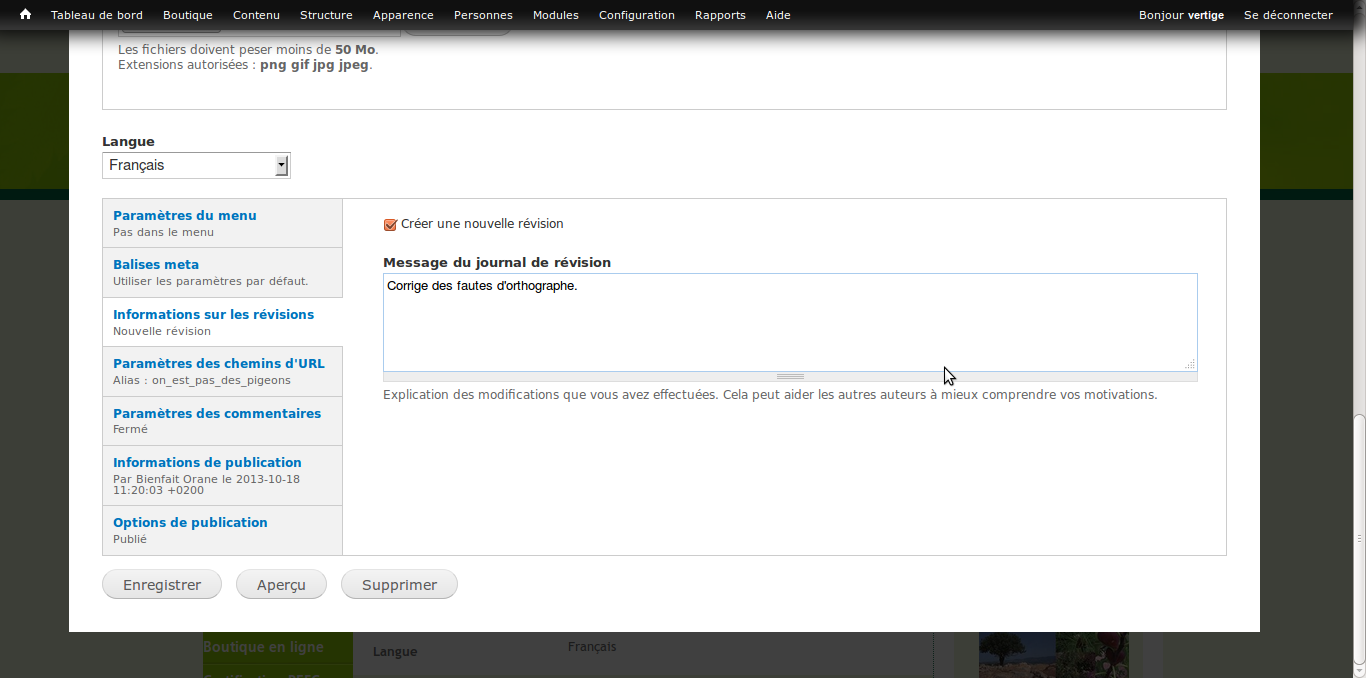 Tableau de bord Boutique Contenu Structure Apparence Personnes Modules Configuration Rapports Aide Bonjour vertige Se déconnecter
Les fichiers doivent peser moins de 50 Mo.
Extensions autorisées : png gif jpg jpeg.
Langue
Français
Paramètres du menu
Pas dans le menu
Balises meta
Utiliser les paramètres par défaut.
Informations sur les révisions
Nouvelle révision
Paramètres des chemins d'URL
Alias : on_est_pas_des_pigeons
Paramètres des commentaires
Fermé
Informations de publication
Par Bienfait Orane le 2013-10-18
11:20:03 +0200
Options de publication
Publié
Créer une nouvelle révision
Message du journal de révision
Corrige des fautes d'orthographe.
Explication des modifications que vous avez effectuées. Cela peut aider les autres auteurs à mieux comprendre vos motivations.
Enregistrer Aperçu Supprimer
Boutique en ligne
Langue Français